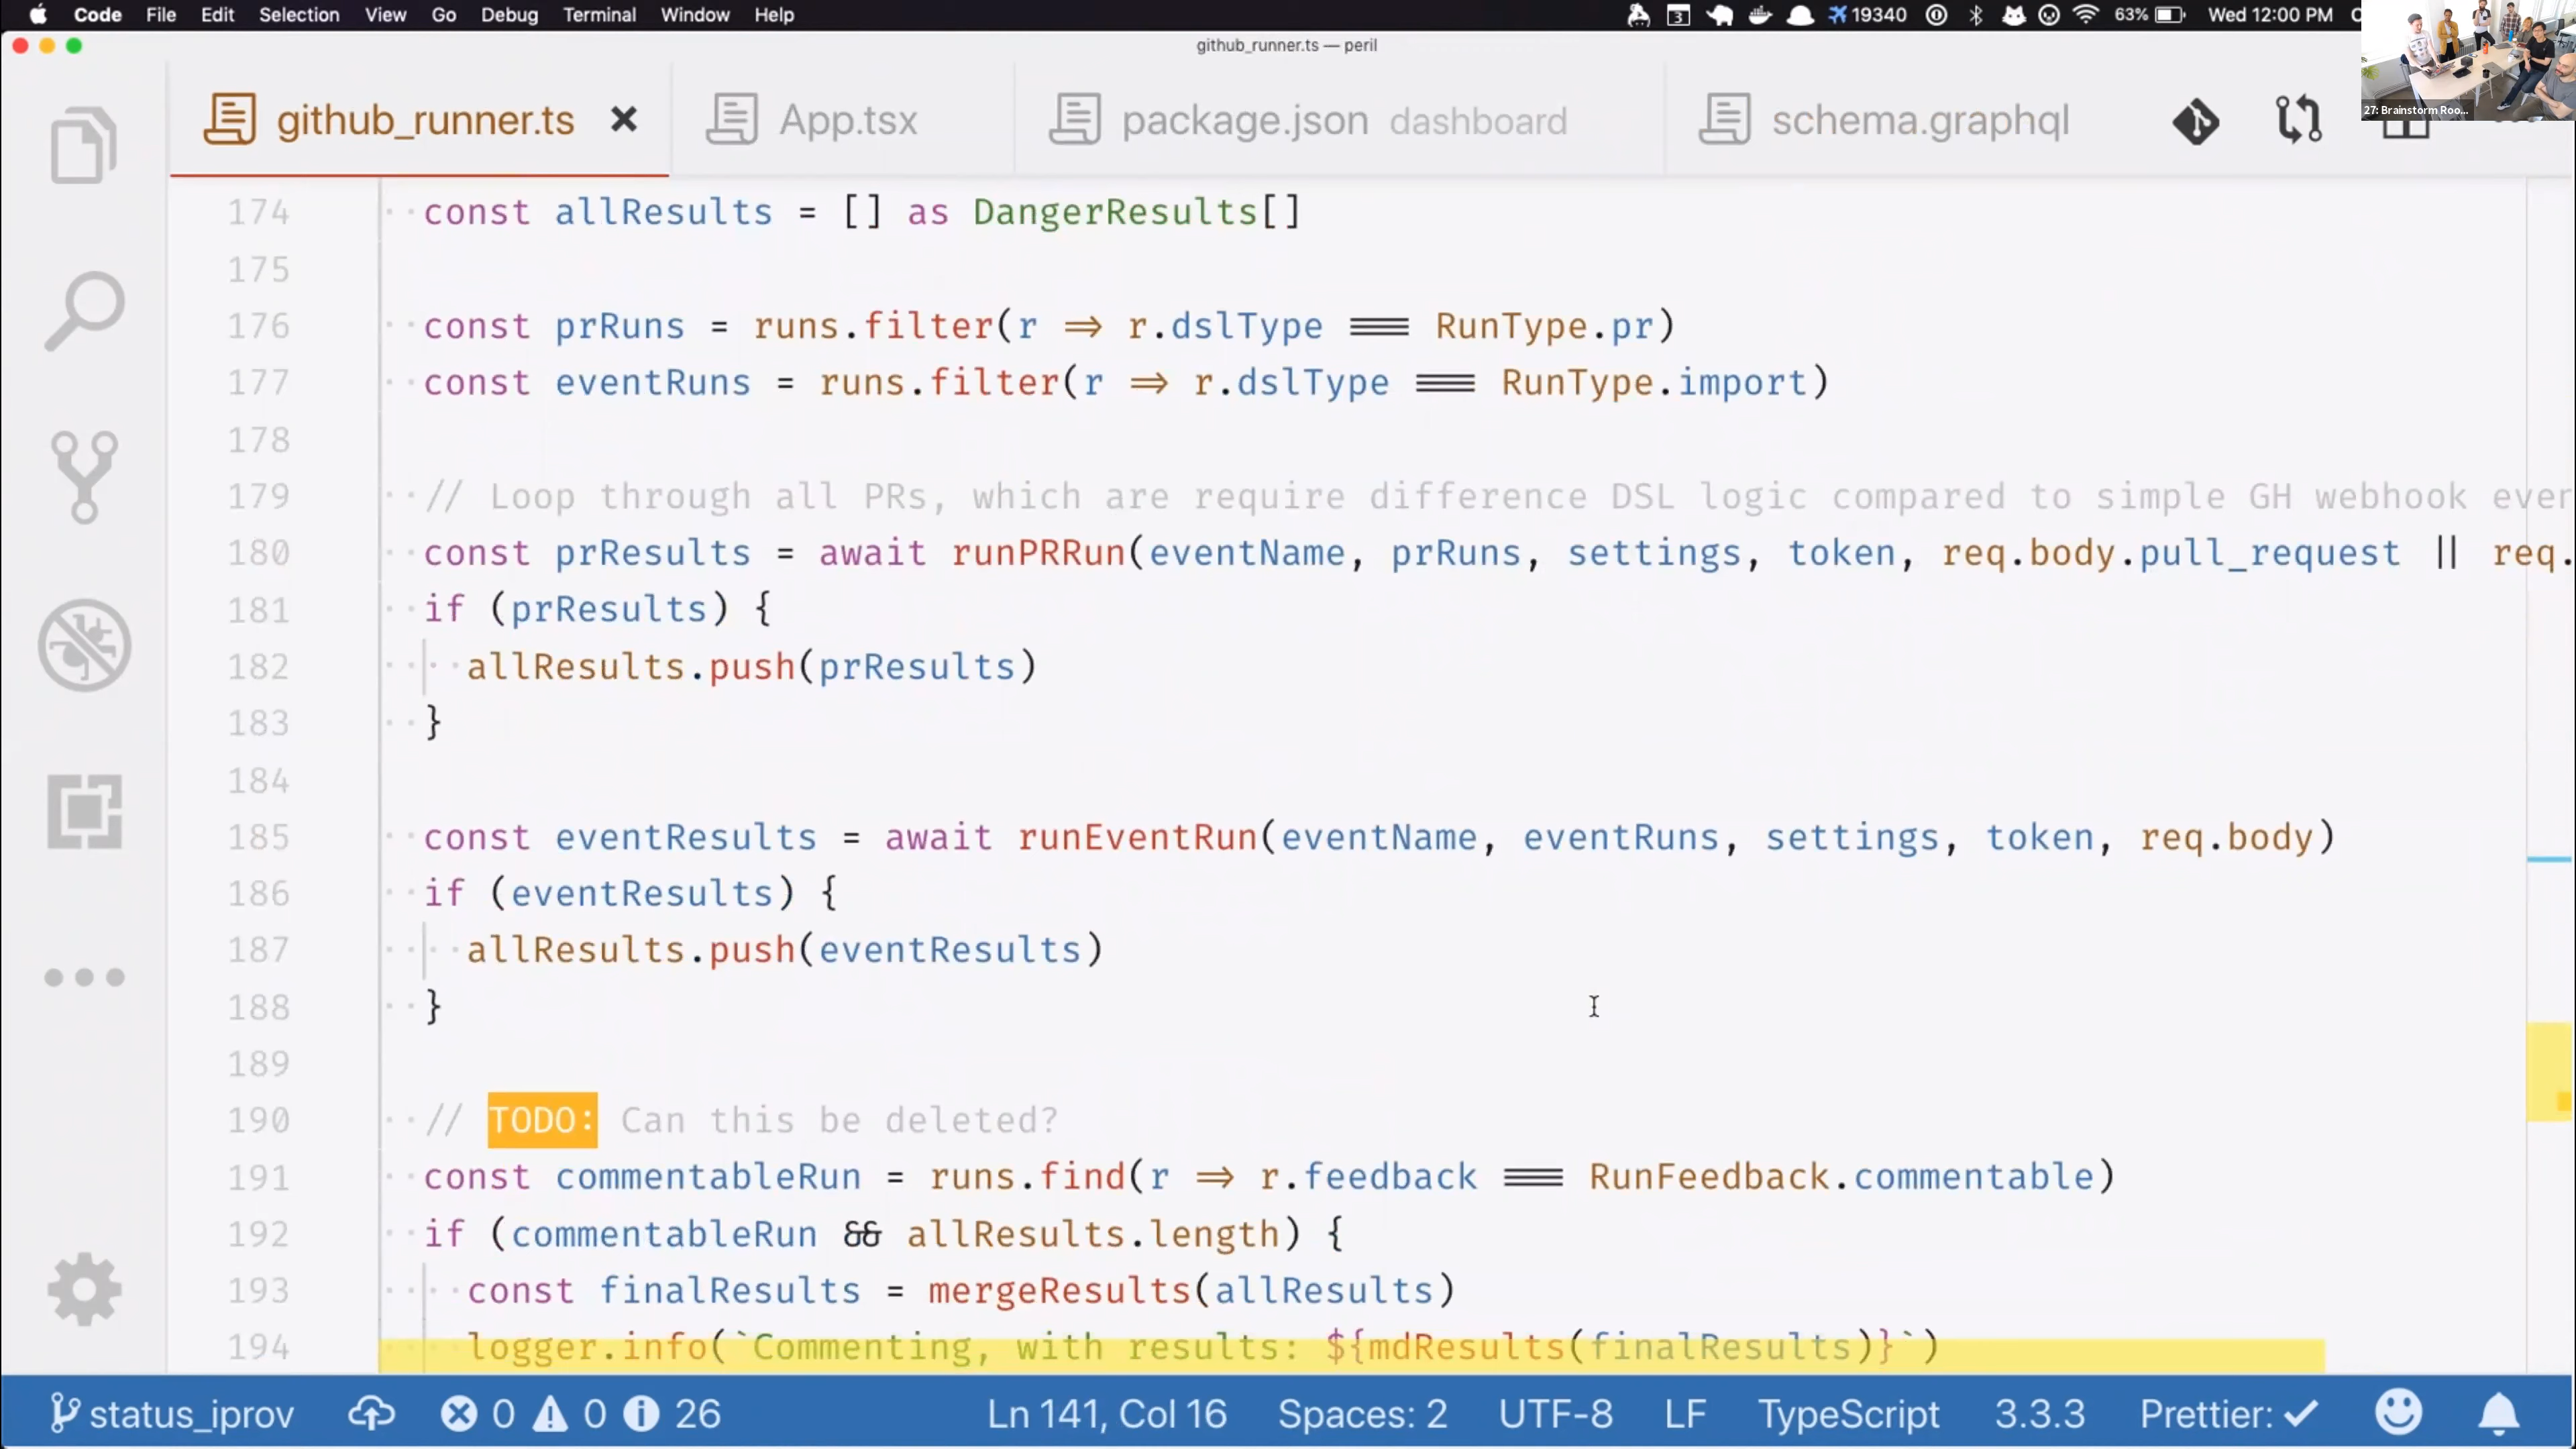 Code File Edit Selection View Go Debug Terminal Window Help 3 19340 63% Wed 12:00 PM
github_runner.ts — peril
27: Brainstorm Roo...
github_runner.ts App.tsx package.json dashboard schema.graphql
174 const allResults = [] as DangerResults[]
175
176 const prRuns = runs.filter(r => r.dslType === RunType.pr)
177 const eventRuns = runs.filter(r => r.dslType === RunType.import)
178
179 // Loop through all PRs, which are require difference DSL logic compared to simple GH webhook ever
180 const prResults = await runPRRun(eventName, prRuns, settings, token, req.body.pull_request || req.
181 if (prResults) {
182 allResults.push(prResults)
183 }
184
185 const eventResults = await runEventRun(eventName, eventRuns, settings, token, req.body)
186 if (eventResults) {
187 allResults.push(eventResults)
188 }
189
190 // TODO: Can this be deleted?
191 const commentableRun = runs.find(r => r.feedback === RunFeedback.commentable)
192 if (commentableRun && allResults.length) {
193 const finalResults = mergeResults(allResults)
194 logger.info(`Commenting, with results: ${mdResults(finalResults)}`)
status_iprov 0 0 26 Ln 141, Col 16 Spaces: 2 UTF-8 LF TypeScript 3.3.3 Prettier: ✓